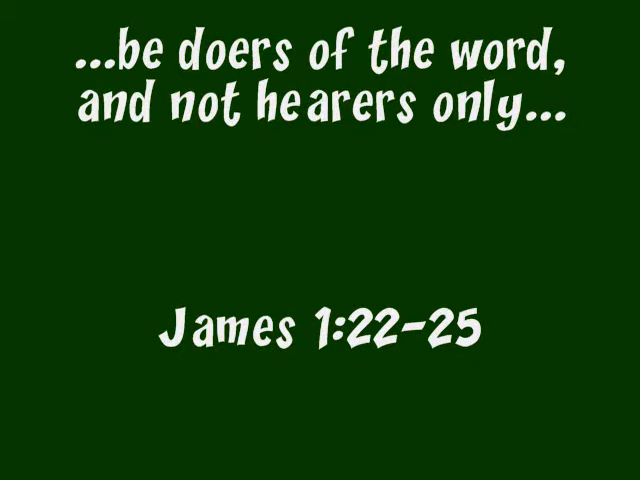 ...be doers of the word,
and not hearers only...
James 1:22-25